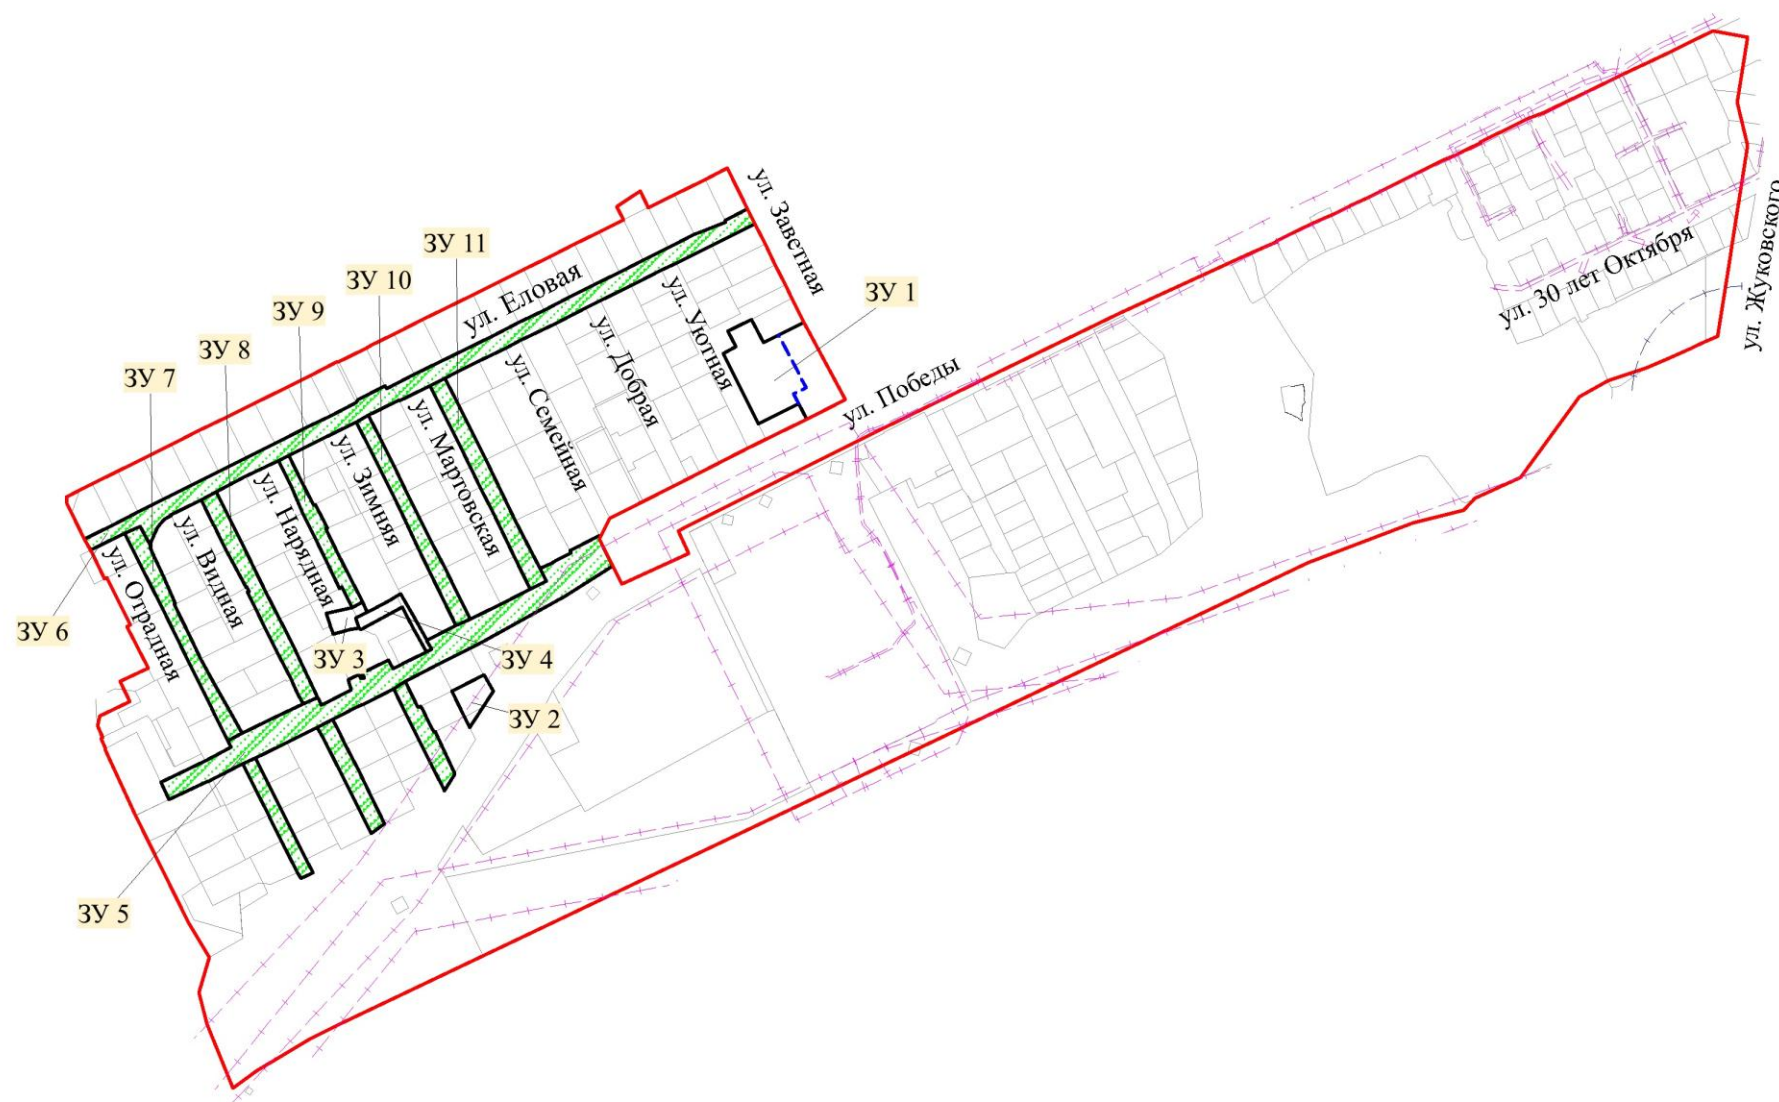 ул. Заветная
ЗУ 11
ЗУ 10
ЗУ 9
ЗУ 8
ЗУ 7
ул. Еловая
ЗУ 1
ул. Уютная
ул. Добрая
ул. Семейная
ул. Мартовская
ул. Зимняя
ул. Нарядная
ул. Видная
ул. Отрадная
ул. Победы
ул. 30 лет Октября
ул. Жуковского
ЗУ 6
ЗУ 3
ЗУ 4
ЗУ 2
ЗУ 5